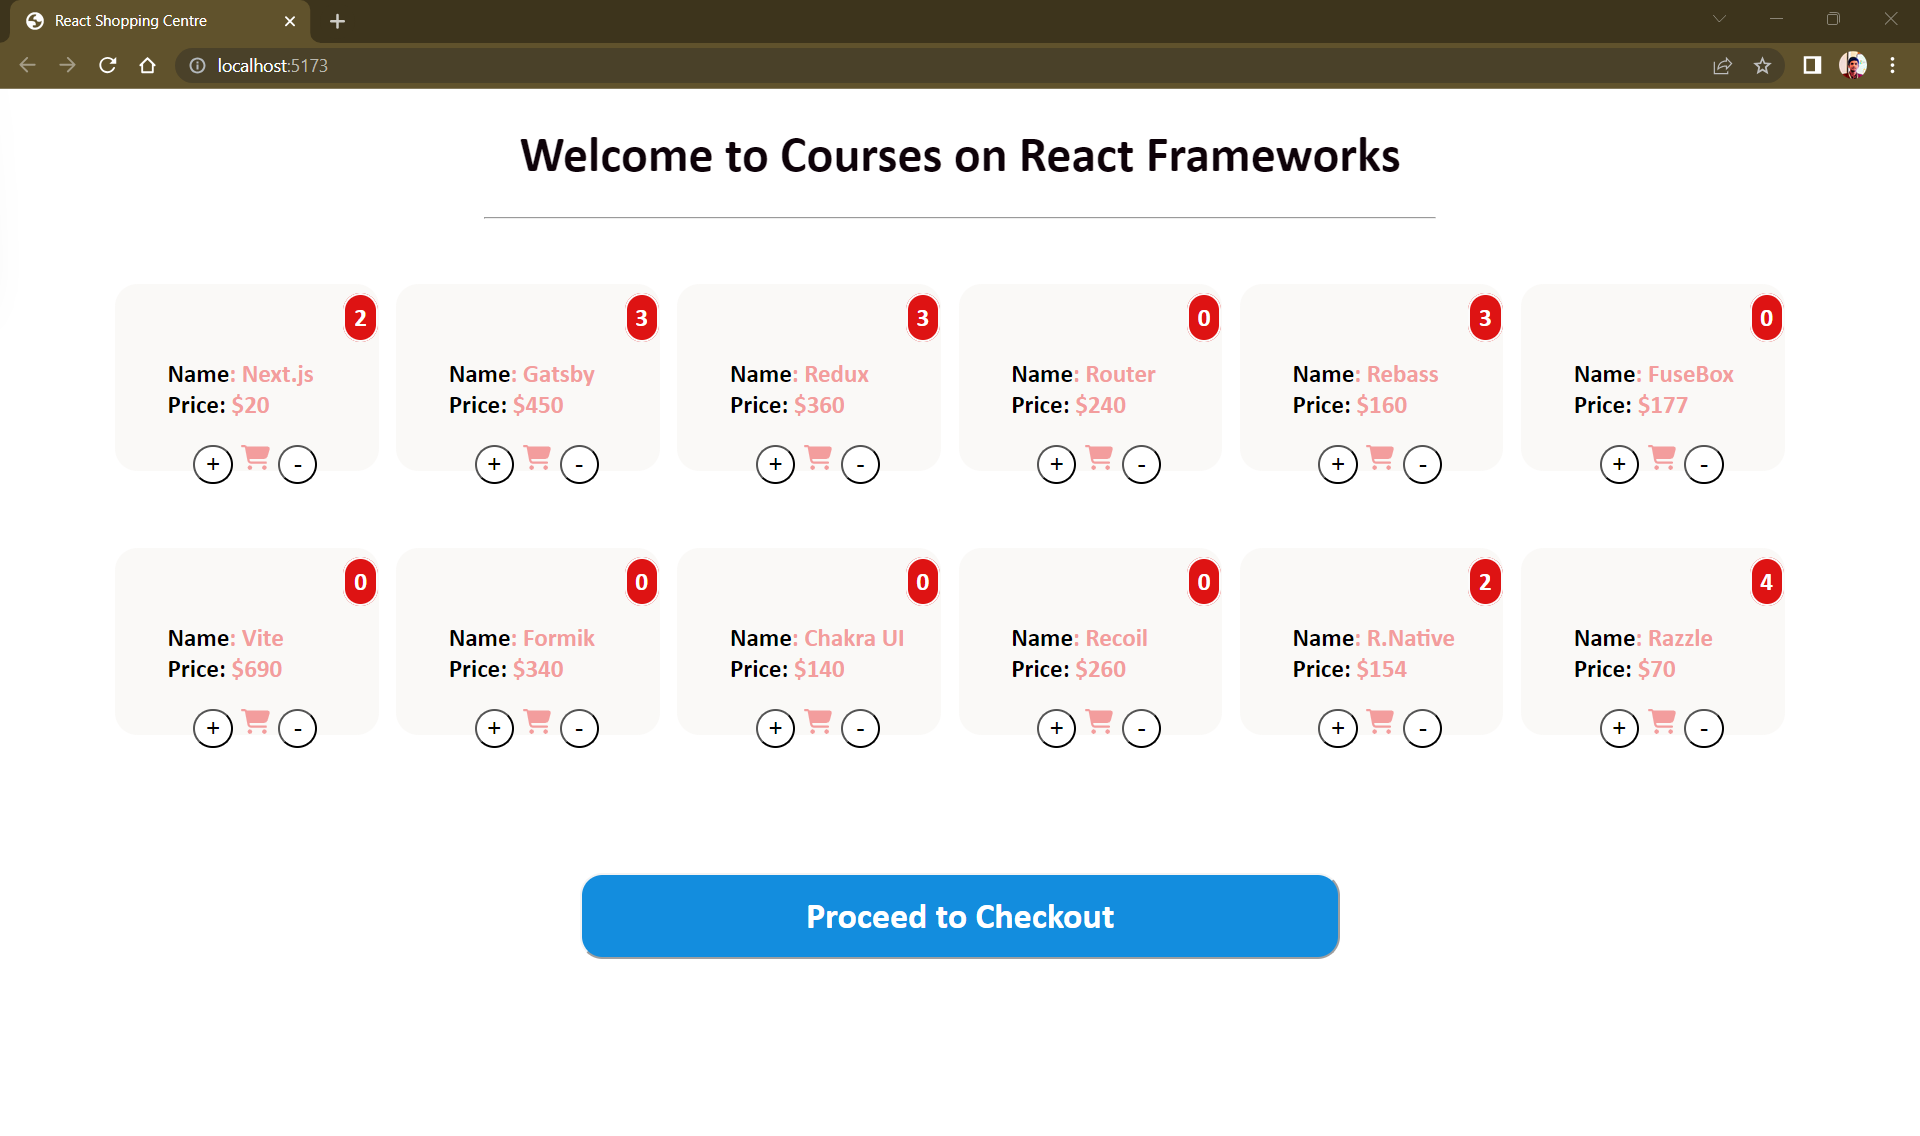 React Shopping Centre
localhost:5173
Welcome to Courses on React Frameworks
2 3 3 0 3 0
Name: Next.js Name: Gatsby Name: Redux Name: Router Name: Rebass Name: FuseBox
Price: $20 Price: $450 Price: $360 Price: $240 Price: $160 Price: $177
+ - + - + - + - + - + -
0 0 0 0 2 4
Name: Vite Name: Formik Name: Chakra UI Name: Recoil Name: R.Native Name: Razzle
Price: $690 Price: $340 Price: $140 Price: $260 Price: $154 Price: $70
+ - + - + - + - + - + -
Proceed to Checkout